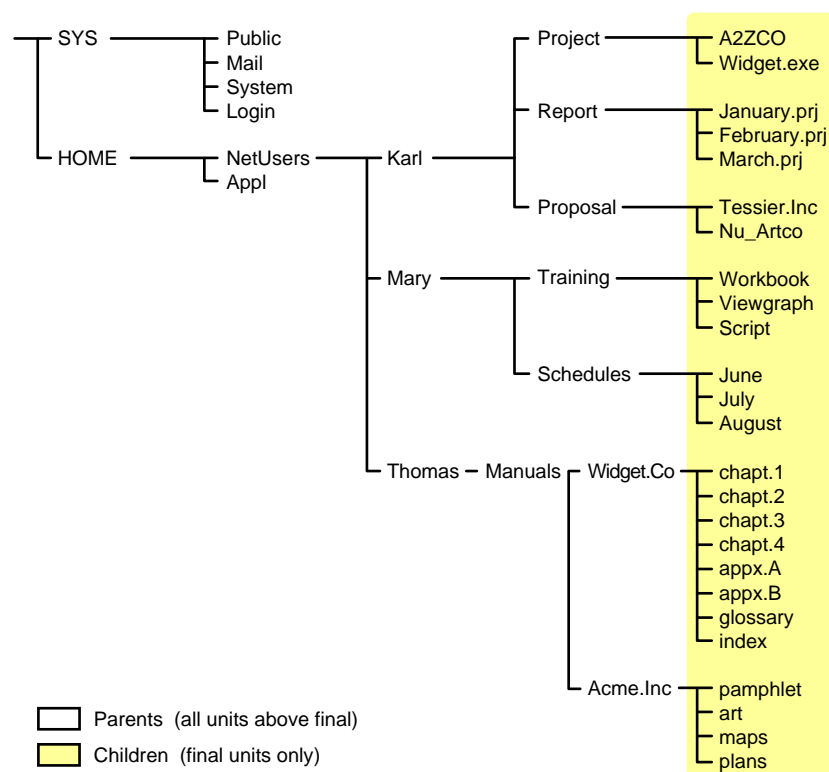 SYS Public Project A2ZCO
Mail Widget.exe
System
Login Report January.prj
February.prj
HOME NetUsers Karl March.prj
Appl
Proposal Tessier.Inc
Nu_Artco
Mary Training Workbook
Viewgraph
Script
Schedules June
July
August
Thomas Manuals Widget.Co chapt.1
chapt.2
chapt.3
chapt.4
appx.A
appx.B
glossary
index
Acme.Inc pamphlet
Parents (all units above final) art
maps
Children (final units only) plans